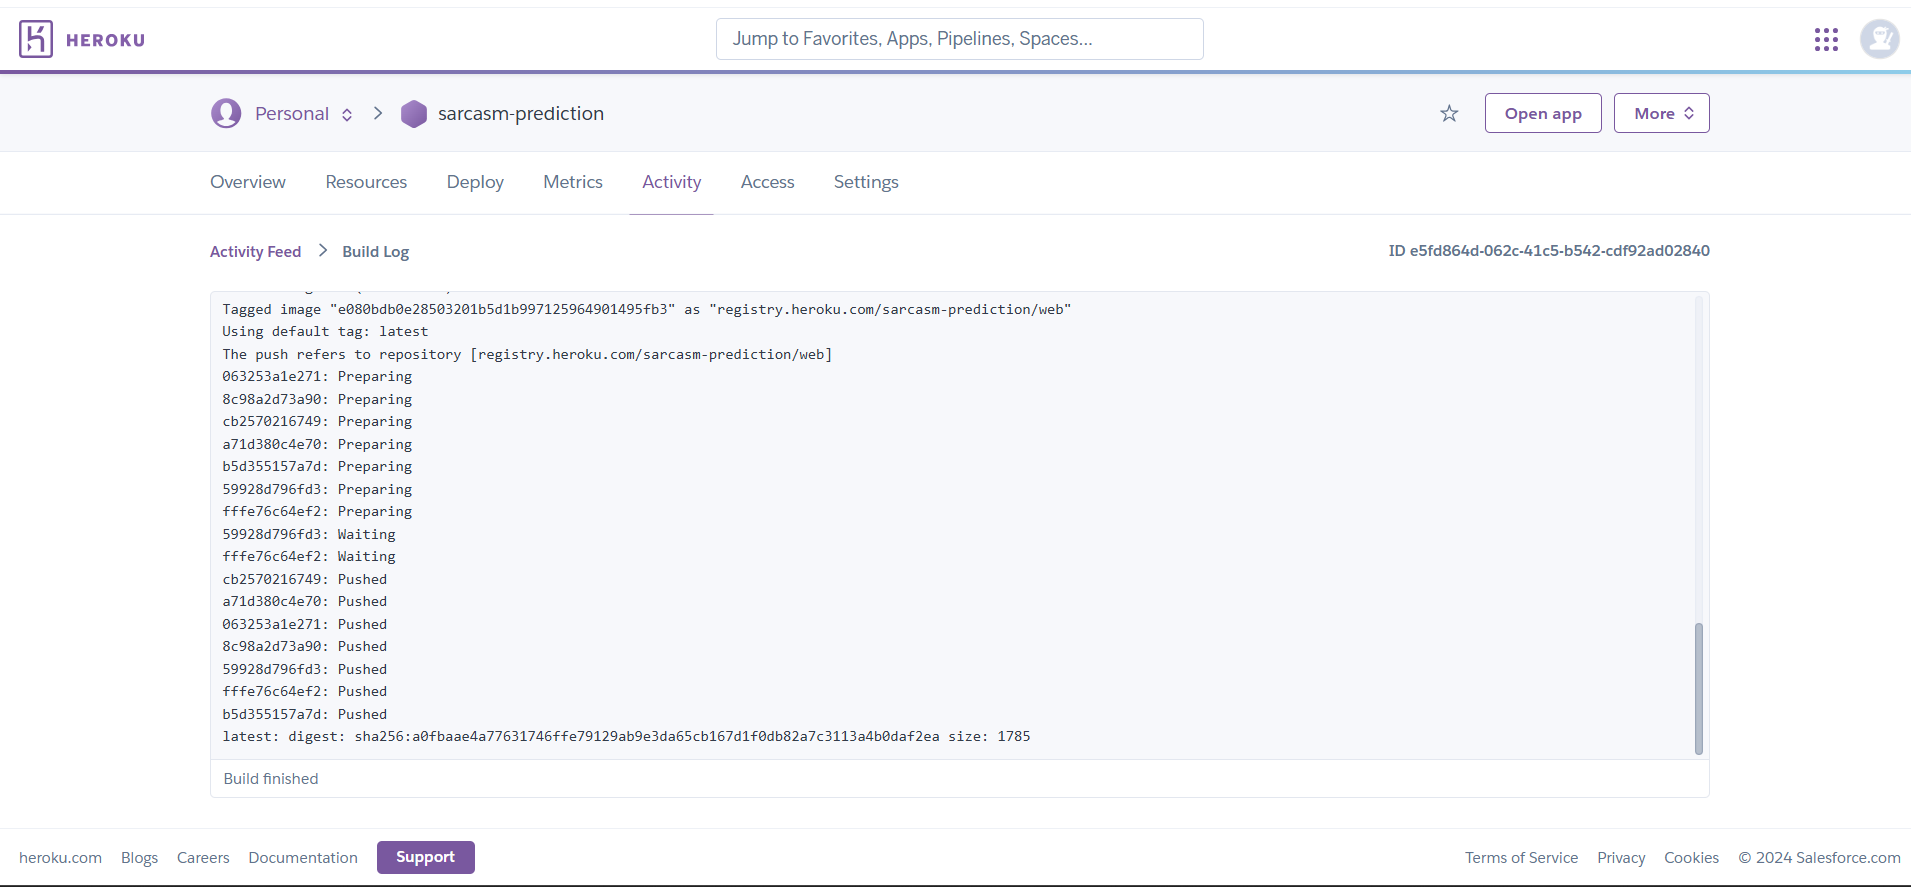 HEROKU
Jump to Favorites, Apps, Pipelines, Spaces...
Personal
sarcasm-prediction
Open app
More
Overview
Resources
Deploy
Metrics
Activity
Access
Settings
Activity Feed
Build Log
ID e5fd864d-062c-41c5-b542-cdf92ad02840
Tagged image "e080bdb0e28503201b5d1b997125964901495fb3" as "registry.heroku.com/sarcasm-prediction/web"
Using default tag: latest
The push refers to repository [registry.heroku.com/sarcasm-prediction/web]
063253a1e271: Preparing
8c98a2d73a90: Preparing
cb2570216749: Preparing
a71d380c4e70: Preparing
b5d355157a7d: Preparing
59928d796fd3: Preparing
fffe76c64ef2: Preparing
59928d796fd3: Waiting
fffe76c64ef2: Waiting
cb2570216749: Pushed
a71d380c4e70: Pushed
063253a1e271: Pushed
8c98a2d73a90: Pushed
59928d796fd3: Pushed
fffe76c64ef2: Pushed
b5d355157a7d: Pushed
latest: digest: sha256:a0fbaae4a77631746ffe79129ab9e3da65cb167d1f0db82a7c3113a4b0daf2ea size: 1785
Build finished
heroku.com
Blogs
Careers
Documentation
Support
Terms of Service
Privacy
Cookies
© 2024 Salesforce.com